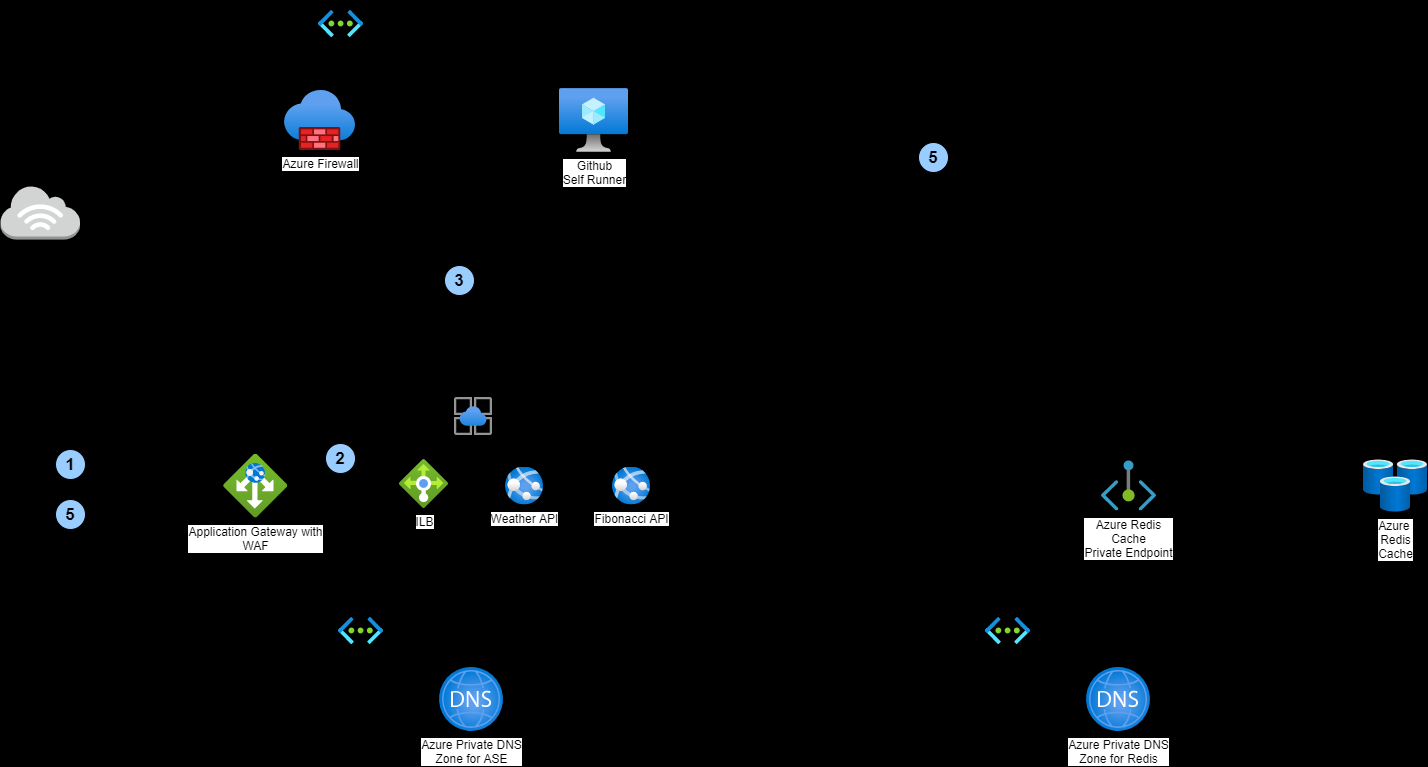 Azure Firewall
Github
Self Runner
5
3
1
2
5
Application Gateway with
WAF
ILB
Weather API
Fibonacci API
Azure Redis
Cache
Private Endpoint
Azure
Redis
Cache
DNS
Azure Private DNS
Zone for ASE
DNS
Azure Private DNS
Zone for Redis